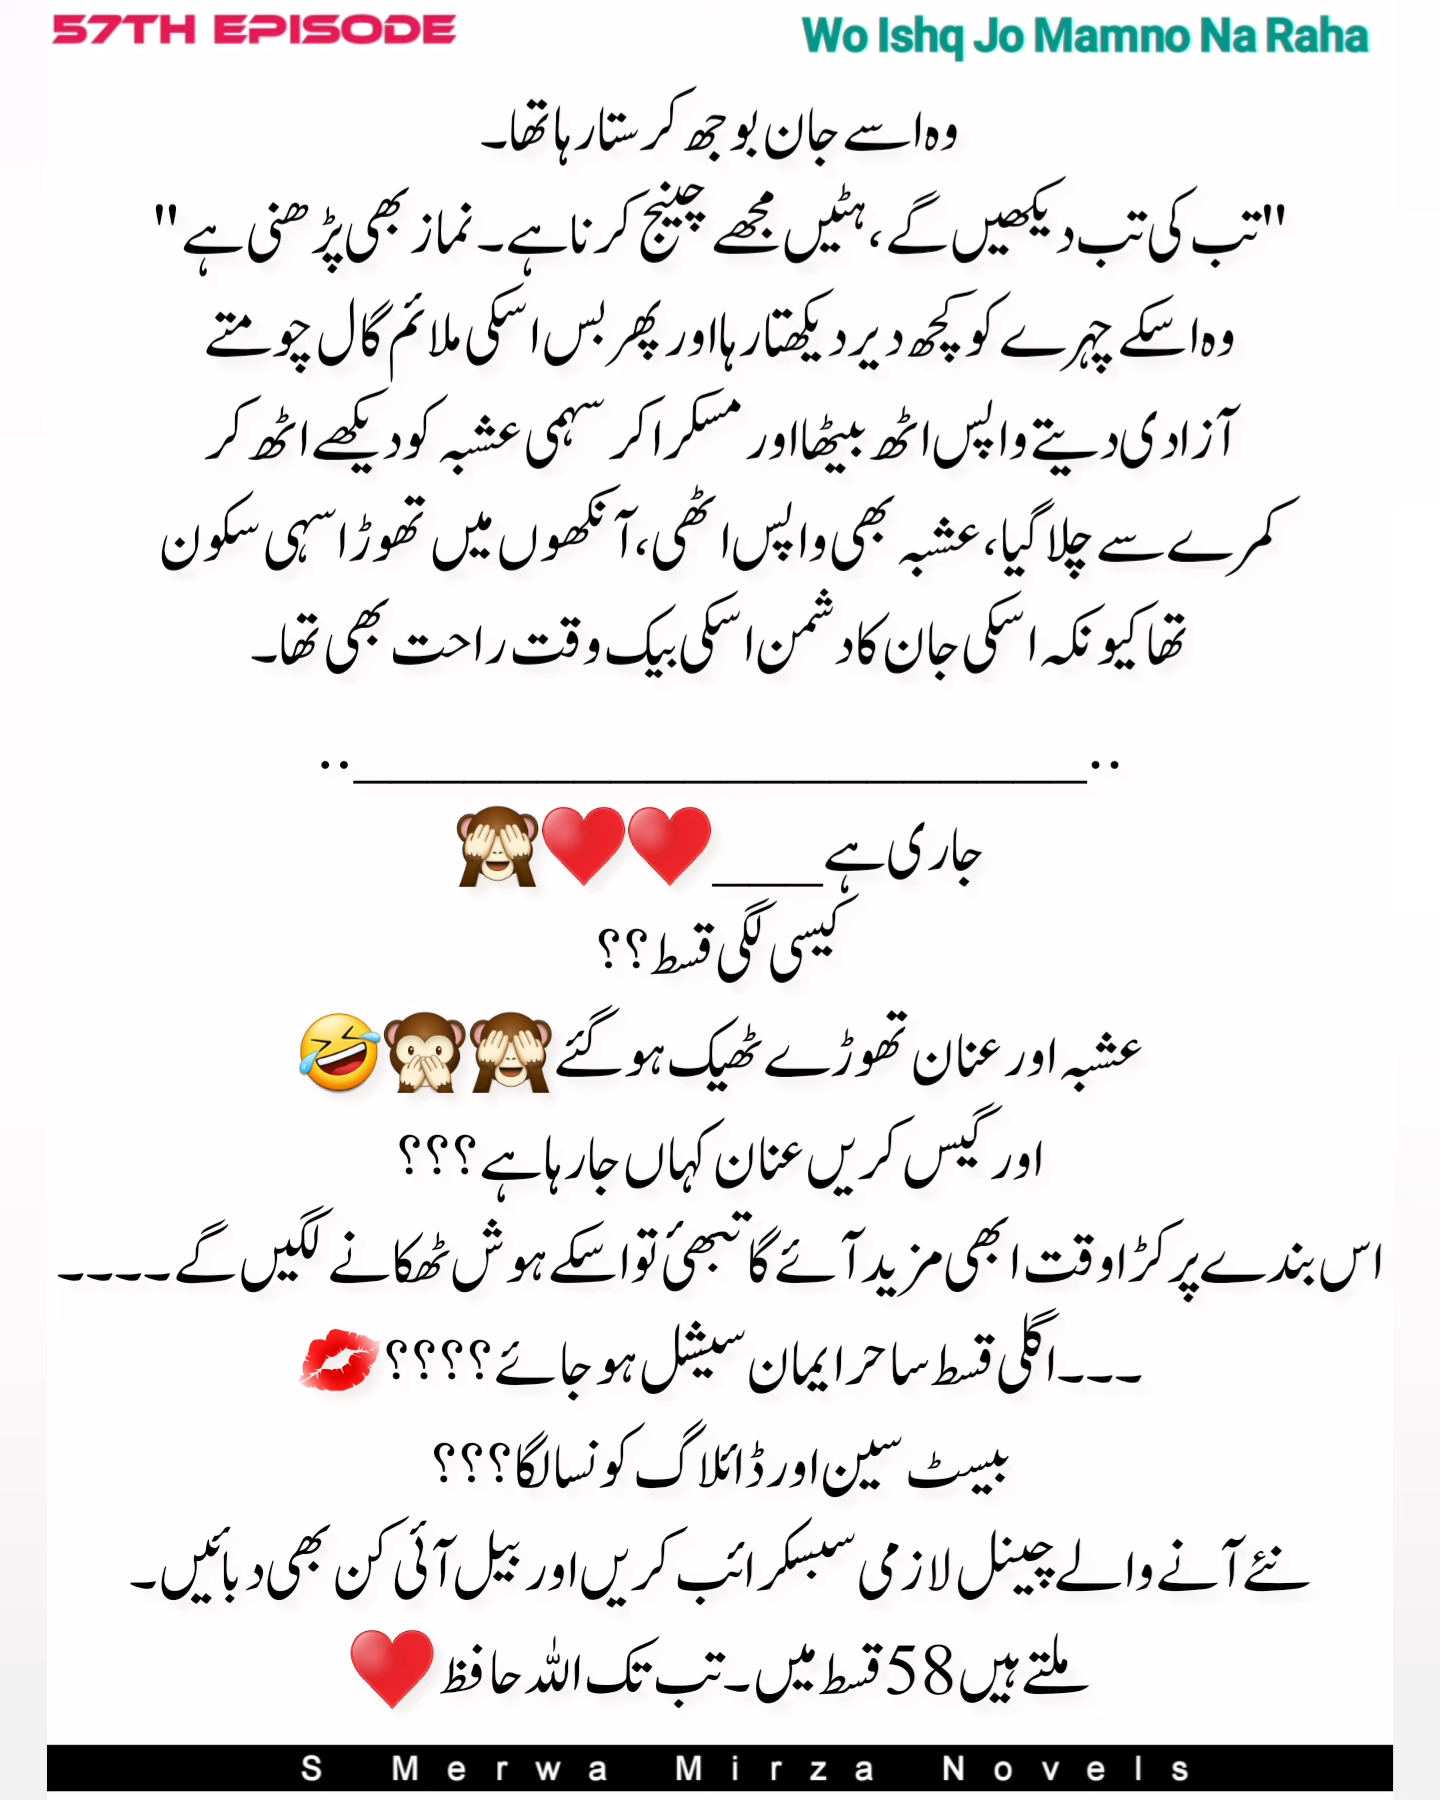 57TH EPISODE
Wo Ishq Jo Mamno Na Raha
وہ اسے جان بوجھ کر ستا رہا تھا۔
"تب کی تب دیکھیں گے، ہٹیں مجھے چینج کرنا ہے۔ نماز بھی پڑھنی ہے"
وہ اسکے چہرے کو کچھ دیر دیکھتا رہا اور پھر بس اسکی ملائم گال چومتے
آزادی دیتے واپس اٹھ بیٹھا اور مسکرا کر سہمی عشبہ کو دیکھے اٹھ کر
کمرے سے چلا گیا، عشبہ بھی واپس اٹھی، آنکھوں میں تھوڑا سہی سکون
تھا کیونکہ اسکی جان کا دشمن اسکی بیک وقت راحت بھی تھا۔
..____________________..
جاری ہے___♥️♥️🙈
کیسی لگی قسط؟؟
عشبہ اور عنان تھوڑے ٹھیک ہوگئے🙈🙊🤣
اور گیس کریں عنان کہاں جا رہا ہے؟؟؟
اس بندے پر کڑا وقت ابھی مزید آئے گا تبھئ تو اسکے ہوش ٹھکانے لگیں گے۔۔۔۔
۔۔۔اگلی قسط ساحر ایمان سپیشل ہو جائے؟؟؟؟💋
بیسٹ سین اور ڈائلاگ کونسا لگا؟؟؟
نئے آنے والے چینل لازمی سبسکرائب کریں اور بیل آئی کن بھی دبائیں۔
ملتے ہیں 58 قسط میں۔ تب تک اللہ حافظ♥️
S Merwa Mirza Novels